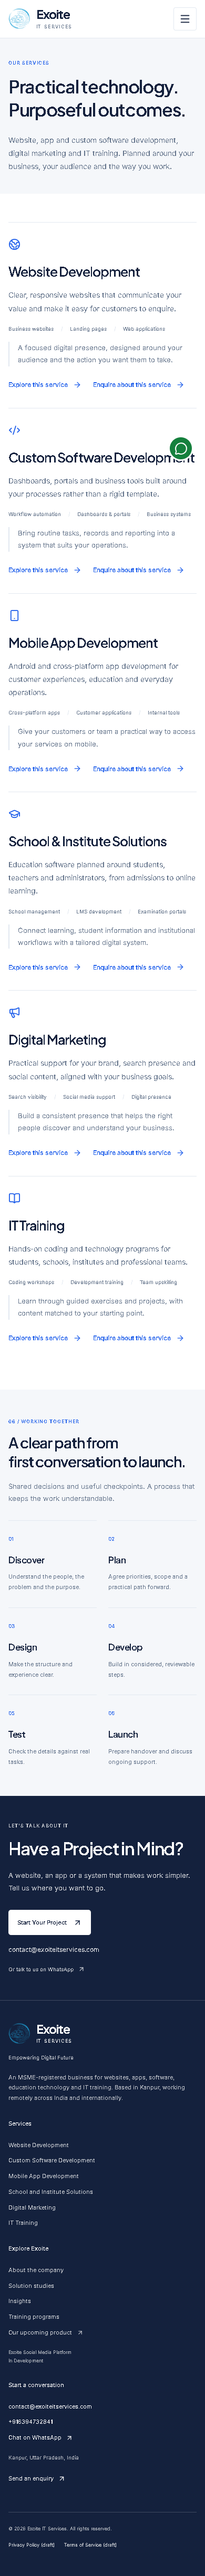 Exoite
IT SERVICES
OUR SERVICES
Practical technology.
Purposeful outcomes.
Website, app and custom software development,
digital marketing and IT training. Planned around your
business, your audience and the way you work.
Website Development
Clear, responsive websites that communicate your
value and make it easy for customers to enquire.
Business websites
Landing pages
Web applications
A focused digital presence, designed around your
audience and the action you want them to take.
Explore this service
Enquire about this service
Custom Software Development
Dashboards, portals and business tools built around
your processes rather than a rigid template.
Workflow automation
Dashboards & portals
Business systems
Bring routine tasks, records and reporting into a
system that suits your operations.
Explore this service
Enquire about this service
Mobile App Development
Android and cross-platform app development for
customer experiences, education and everyday
operations.
Cross-platform apps
Customer applications
Internal tools
Give your customers or team a practical way to access
your services on mobile.
Explore this service
Enquire about this service
School & Institute Solutions
Education software planned around students,
teachers and administrators, from admissions to online
learning.
School management
LMS development
Examination portals
Connect learning, student information and institutional
workflows with a tailored digital system.
Explore this service
Enquire about this service
Digital Marketing
Practical support for your brand, search presence and
social content, aligned with your business goals.
Search visibility
Social media support
Digital presence
Build a consistent presence that helps the right
people discover and understand your business.
Explore this service
Enquire about this service
IT Training
Hands-on coding and technology programs for
students, schools, institutes and professional teams.
Coding workshops
Development training
Team upskilling
Learn through guided exercises and projects, with
content matched to your starting point.
Explore this service
Enquire about this service
06 / WORKING TOGETHER
A clear path from
first conversation to launch.
Shared decisions and useful checkpoints. A process that
keeps the work understandable.
01
Discover
Understand the people, the
problem and the purpose.
02
Plan
Agree priorities, scope and a
practical path forward.
03
Design
Make the structure and
experience clear.
04
Develop
Build in considered, reviewable
steps.
05
Test
Check the details against real
tasks.
06
Launch
Prepare handover and discuss
ongoing support.
LET'S TALK ABOUT IT
Have a Project in Mind?
A website, an app or a system that makes work simpler.
Tell us where you want to go.
Start Your Project
contact@exoiteitservices.com
Or talk to us on WhatsApp
Exoite
IT SERVICES
Empowering Digital Future
An MSME-registered business for websites, apps, software,
education technology and IT training. Based in Kanpur, working
remotely across India and internationally.
Services
Website Development
Custom Software Development
Mobile App Development
School and Institute Solutions
Digital Marketing
IT Training
Explore Exoite
About the company
Solution studies
Insights
Training programs
Our upcoming product
Exoite Social Media Platform
In Development
Start a conversation
contact@exoiteitservices.com
+916394732841
Chat on WhatsApp
Kanpur, Uttar Pradesh, India
Send an enquiry
© 2026 Exoite IT Services. All rights reserved.
Privacy Policy (draft)
Terms of Service (draft)